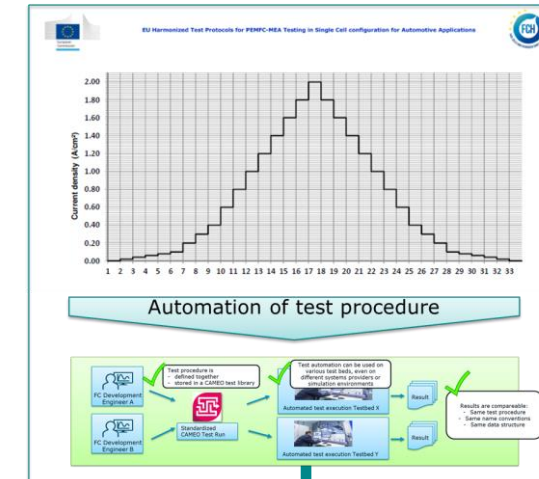 European
Commission
EU Harmonized Test Protocols for PEMFC-MEA Testing in Single Cell configuration for Automotive Applications
FCH
Current density (A/cm²)
2.00
1.80
1.60
1.40
1.20
1.00
0.80
0.60
0.40
0.20
0.00
1 2 3 4 5 6 7 8 9 10 11 12 13 14 15 16 17 18 19 20 21 22 23 24 25 26 27 28 29 30 31 32 33
Automation of test procedure
FC Development
Engineer A
Test procedure is
- defined together
- stored in a CAMEO test library
Test automation can be used on
various test beds, even on
different systems providers or
simulation environments
Automated test execution Testbed X
Result
Standardized
CAMEO Test Run
Results are compareable:
- Same test procedure
- Same name conventions
- Same data structure
FC Development
Engineer B
Automated test execution Testbed Y
Result